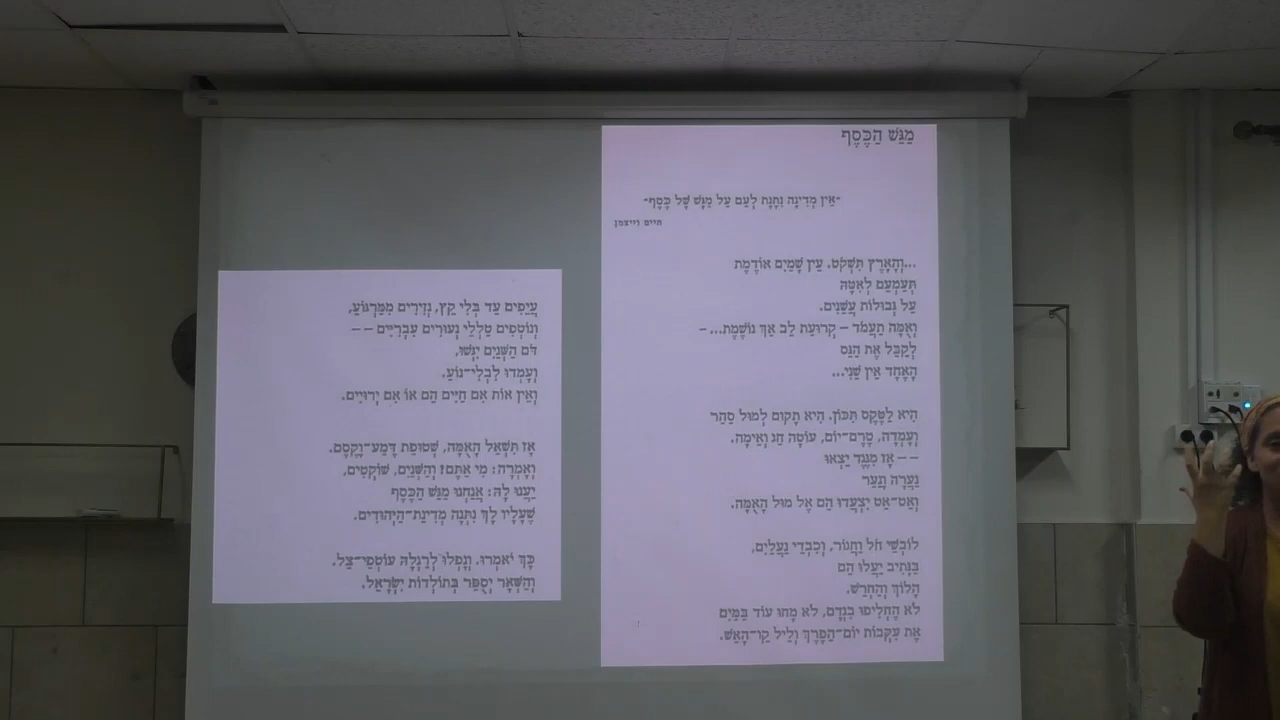 מַגַּשׁ הַכֶּסֶף
"אֵין מְדִינָה נִתֶּנֶת לְעַם עַל מַגָּשׁ שֶׁל כֶּסֶף"
חיים וייצמן
...וְהָאָרֶץ תִּשְׁקֹט. עֵין שָׁמַיִם אוֹדֶמֶת
תְּעַמְעֵם לְאִטָּהּ
עַל גְּבוּלוֹת עֲשֵׁנִים.
וְאֻמָּה תַעֲמֹד – קְרוּעַת לֵב אַךְ נוֹשֶׁמֶת... –
לְקַבֵּל אֶת הַנֵּס
הָאֶחָד אֵין שֵׁנִי...
הִיא לַטֶּקֶס תִּכּוֹן. הִיא תָקוּם לְמוּל סַהַר
וְעָמְדָה, טֶרֶם־יוֹם, עוֹטָה חַג וְאֵימָה.
– – אָז מִנֶּגֶד יֵצְאוּ
נַעֲרָה וָנַעַר
וְאַט־אַט יִצְעֲדוּ הֵם אֶל מוּל הָאֻמָּה.
לוֹבְשֵׁי חֹל וַחֲגוֹר, וְכִבְדֵי נַעֲלַיִם,
בַּנָּתִיב יַעֲלוּ הֵם
הָלוֹךְ וְהַחֲרֵשׁ.
לֹא הֶחְלִיפוּ בִגְדָם, לֹא מָחוּ עוֹד בַּמַּיִם
אֶת עִקְּבוֹת יוֹם־הַפֶּרֶךְ וְלֵיל קַו־הָאֵשׁ.
עֲיֵפִים עַד בְּלִי קֵץ, נְזִירִים מִמַּרְגּוֹעַ,
וְנוֹטְפִים טַלְלֵי נְעוּרִים עִבְרִיִּים – –
דֹּם הַשְּׁנַיִם יִגְּשׁוּ,
וְעָמְדוּ לִבְלִי־נוֹעַ.
וְאֵין אוֹת אִם חַיִּים הֵם אוֹ אִם יְרוּיִים.
אָז תִּשְׁאַל הָאֻמָּה, שְׁטוּפַת דֶּמַע־וָקֶסֶם.
וְאָמְרָה: מִי אַתֶּם? וְהַשְּׁנַיִם, שׁוֹקְטִים,
יַעֲנוּ לָהּ: אֲנַחְנוּ מַגַּשׁ הַכֶּסֶף
שֶׁעָלָיו לָךְ נִתְּנָה מְדִינַת־הַיְּהוּדִים.
כָּךְ יֹאמְרוּ. וְנָפְלוּ לְרַגְלָהּ עוֹטְפֵי־צֵל.
וְהַשְּׁאָר יְסֻפַּר בְּתוֹלְדוֹת יִשְׂרָאֵל.